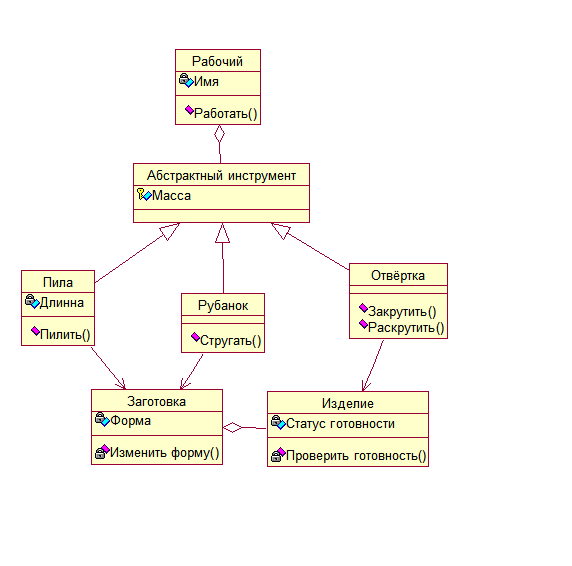 Рабочий
Имя
Работать()
Абстрактный инструмент
Масса
Пила
Длинна
Пилить()
Рубанок
Стругать()
Отвёртка
Закрутить()
Раскрутить()
Заготовка
Форма
Изменить форму()
Изделие
Статус готовности
Проверить готовность()